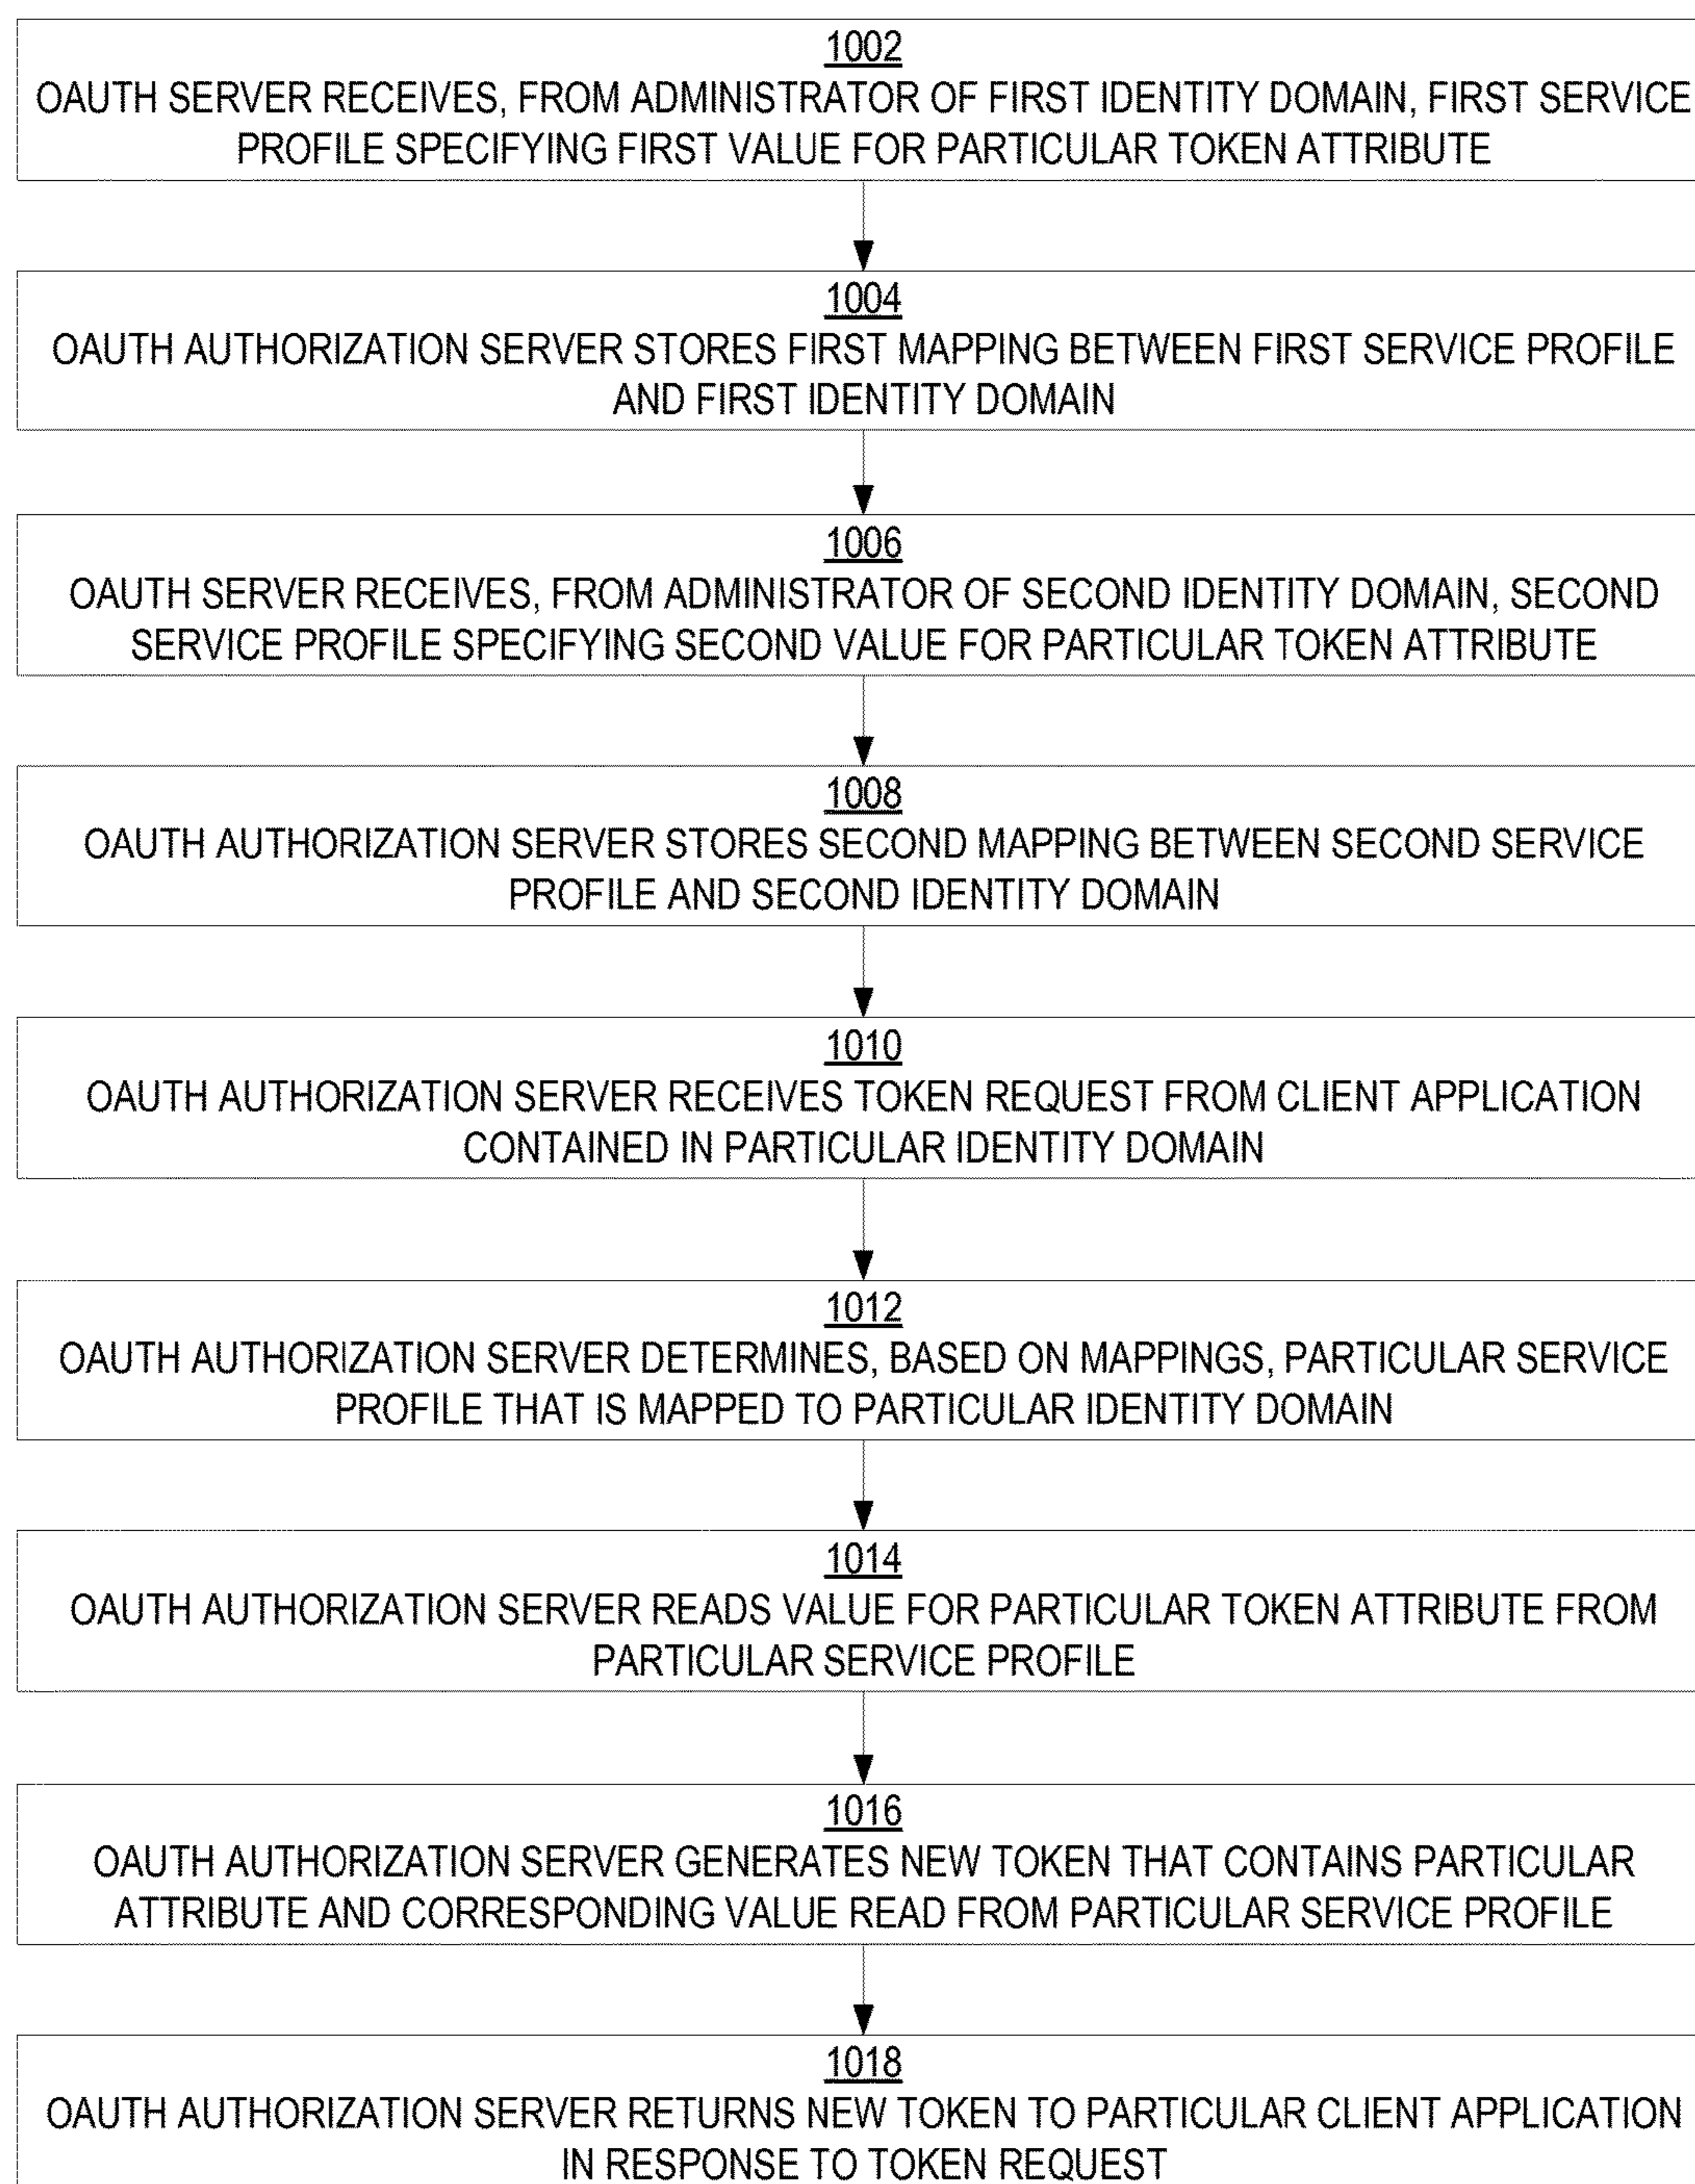 1002
OAUTH SERVER RECEIVES, FROM ADMINISTRATOR OF FIRST IDENTITY DOMAIN, FIRST SERVICE
PROFILE SPECIFYING FIRST VALUE FOR PARTICULAR TOKEN ATTRIBUTE
1004
OAUTH AUTHORIZATION SERVER STORES FIRST MAPPING BETWEEN FIRST SERVICE PROFILE
AND FIRST IDENTITY DOMAIN
1006
OAUTH SERVER RECEIVES, FROM ADMINISTRATOR OF SECOND IDENTITY DOMAIN, SECOND
SERVICE PROFILE SPECIFYING SECOND VALUE FOR PARTICULAR TOKEN ATTRIBUTE
1008
OAUTH AUTHORIZATION SERVER STORES SECOND MAPPING BETWEEN SECOND SERVICE
PROFILE AND SECOND IDENTITY DOMAIN
1010
OAUTH AUTHORIZATION SERVER RECEIVES TOKEN REQUEST FROM CLIENT APPLICATION
CONTAINED IN PARTICULAR IDENTITY DOMAIN
1012
OAUTH AUTHORIZATION SERVER DETERMINES, BASED ON MAPPINGS, PARTICULAR SERVICE
PROFILE THAT IS MAPPED TO PARTICULAR IDENTITY DOMAIN
1014
OAUTH AUTHORIZATION SERVER READS VALUE FOR PARTICULAR TOKEN ATTRIBUTE FROM
PARTICULAR SERVICE PROFILE
1016
OAUTH AUTHORIZATION SERVER GENERATES NEW TOKEN THAT CONTAINS PARTICULAR
ATTRIBUTE AND CORRESPONDING VALUE READ FROM PARTICULAR SERVICE PROFILE
1018
OAUTH AUTHORIZATION SERVER RETURNS NEW TOKEN TO PARTICULAR CLIENT APPLICATION
IN RESPONSE TO TOKEN REQUEST